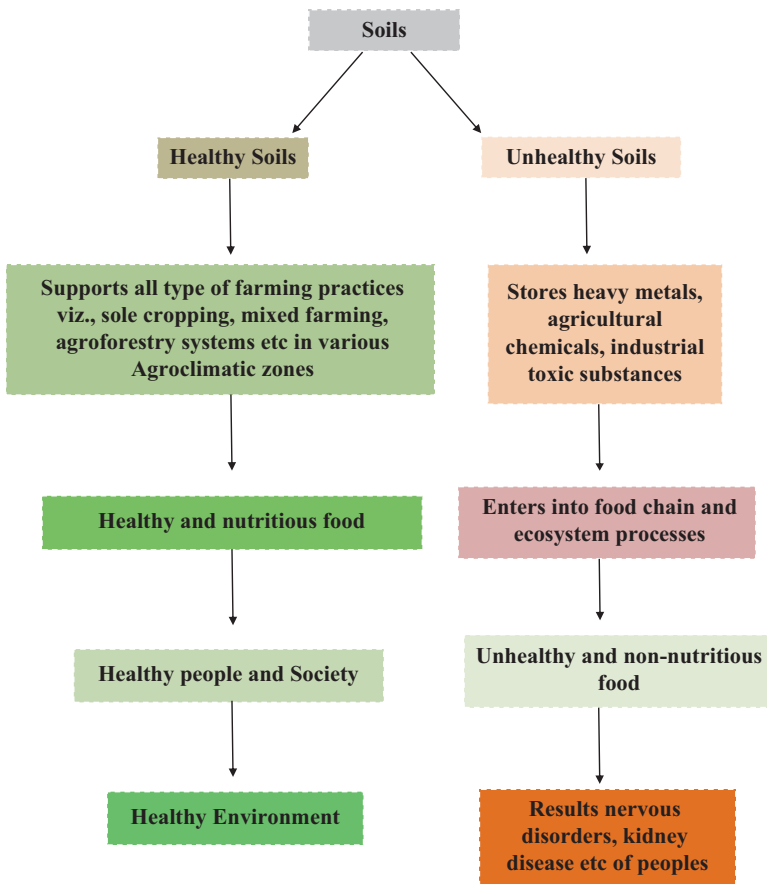 Soils
Healthy Soils
Unhealthy Soils
Supports all type of farming practices
viz., sole cropping, mixed farming,
agroforestry systems etc in various
Agroclimatic zones
Stores heavy metals,
agricultural
chemicals, industrial
toxic substances
Healthy and nutritious food
Enters into food chain and
ecosystem processes
Healthy people and Society
Unhealthy and non-nutritious
food
Healthy Environment
Results nervous
disorders, kidney
disease etc of peoples